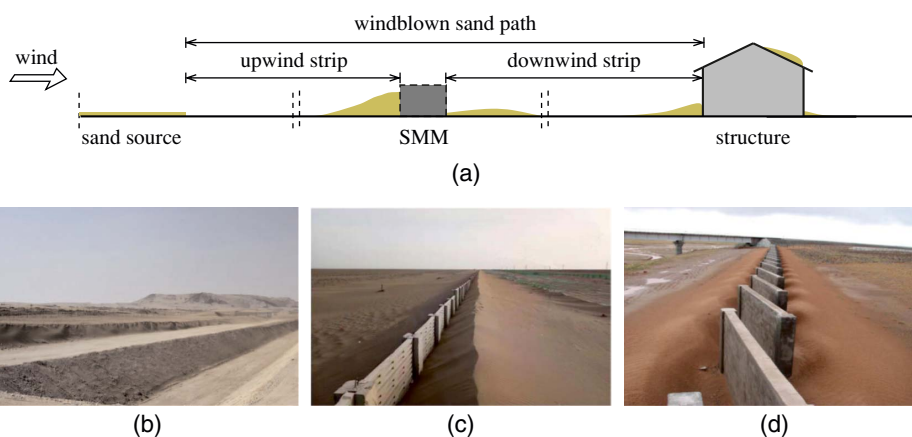 windblown sand path
wind
upwind strip
downwind strip
sand source
SMM
structure
(a)
(b)
(c)
(d)